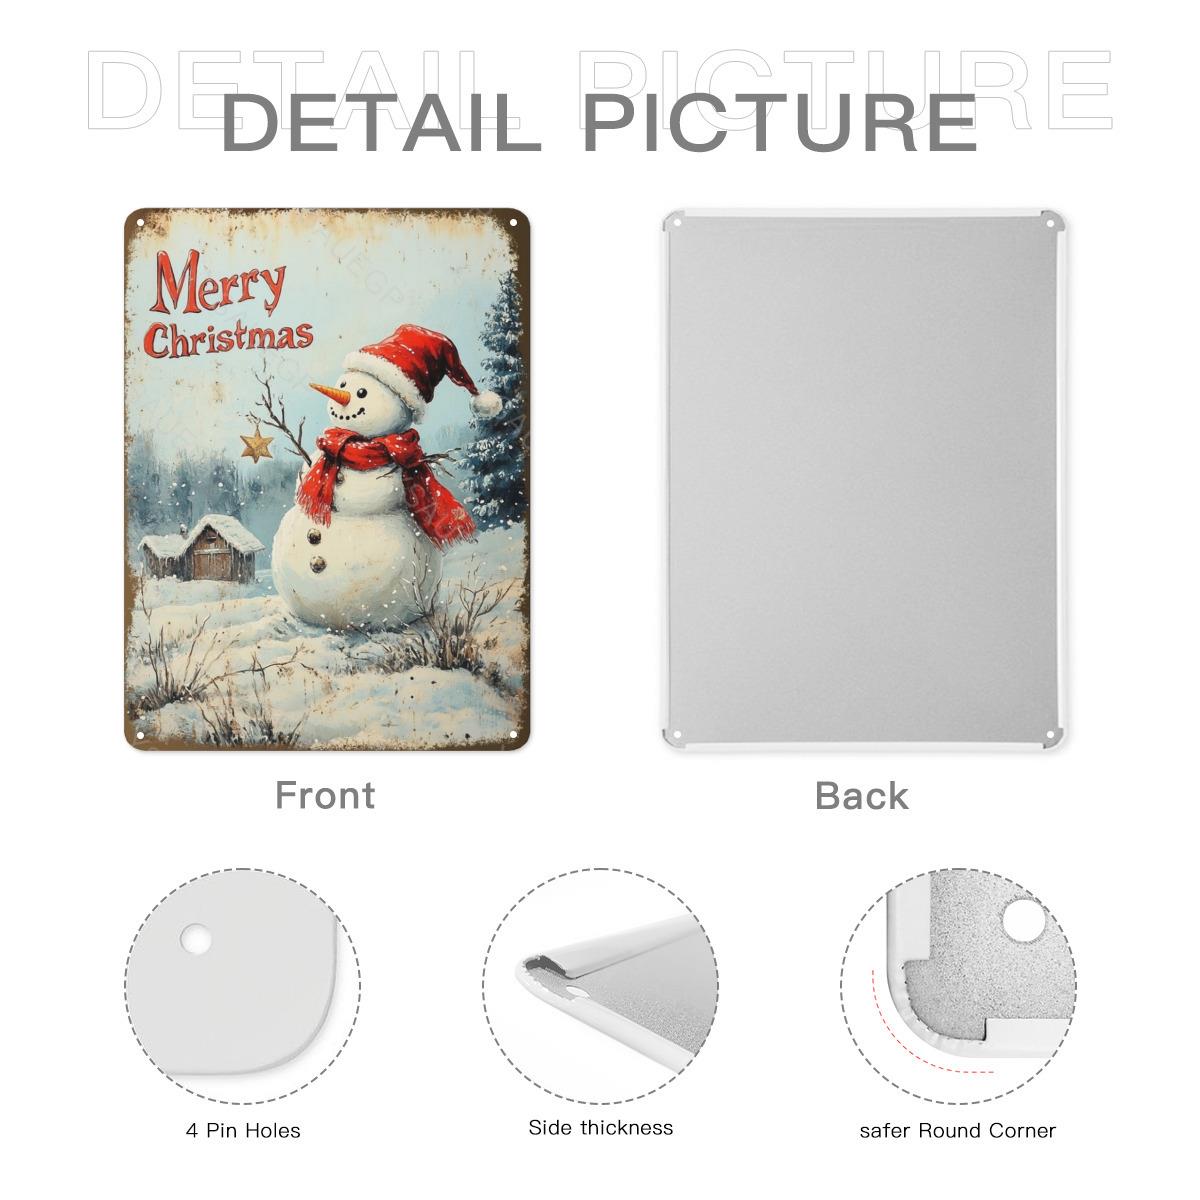 DETAIL PICTURE
DETAIL PICTURE
Merry
Christmas
Front
Back
4 Pin Holes
Side thickness
safer Round Corner